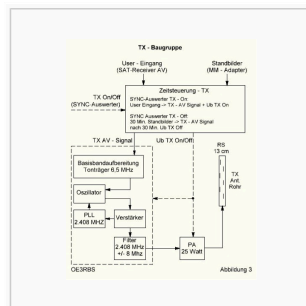 TX - Baugruppe
User - Eingang
(SAT-Receiver AV)
Standbilder
(MM - Adapter)
TX On/Off
(SYNC-Auswerter)
Zeitsteuerung - TX
SYNC-Auswerter TX - On:
User Eingang -> TX - AV Signal + Ub TX On
SYNC-Auswerter TX - Off:
30 Min. Standbilder -> TX - AV Signal
nach 30 Min. Ub TX Off
TX AV - Signal
Ub TX On/Off
Basisbandaufbereitung
Tonträger 6,5 MHz
Oszillator
PLL
2.408 MHZ
Verstärker
Filter
2.408 MHz
+/- 8 Mhz
PA
25 Watt
RS
13 cm
TX
Ant.
Rohr
OE3RBS
Abbildung 3